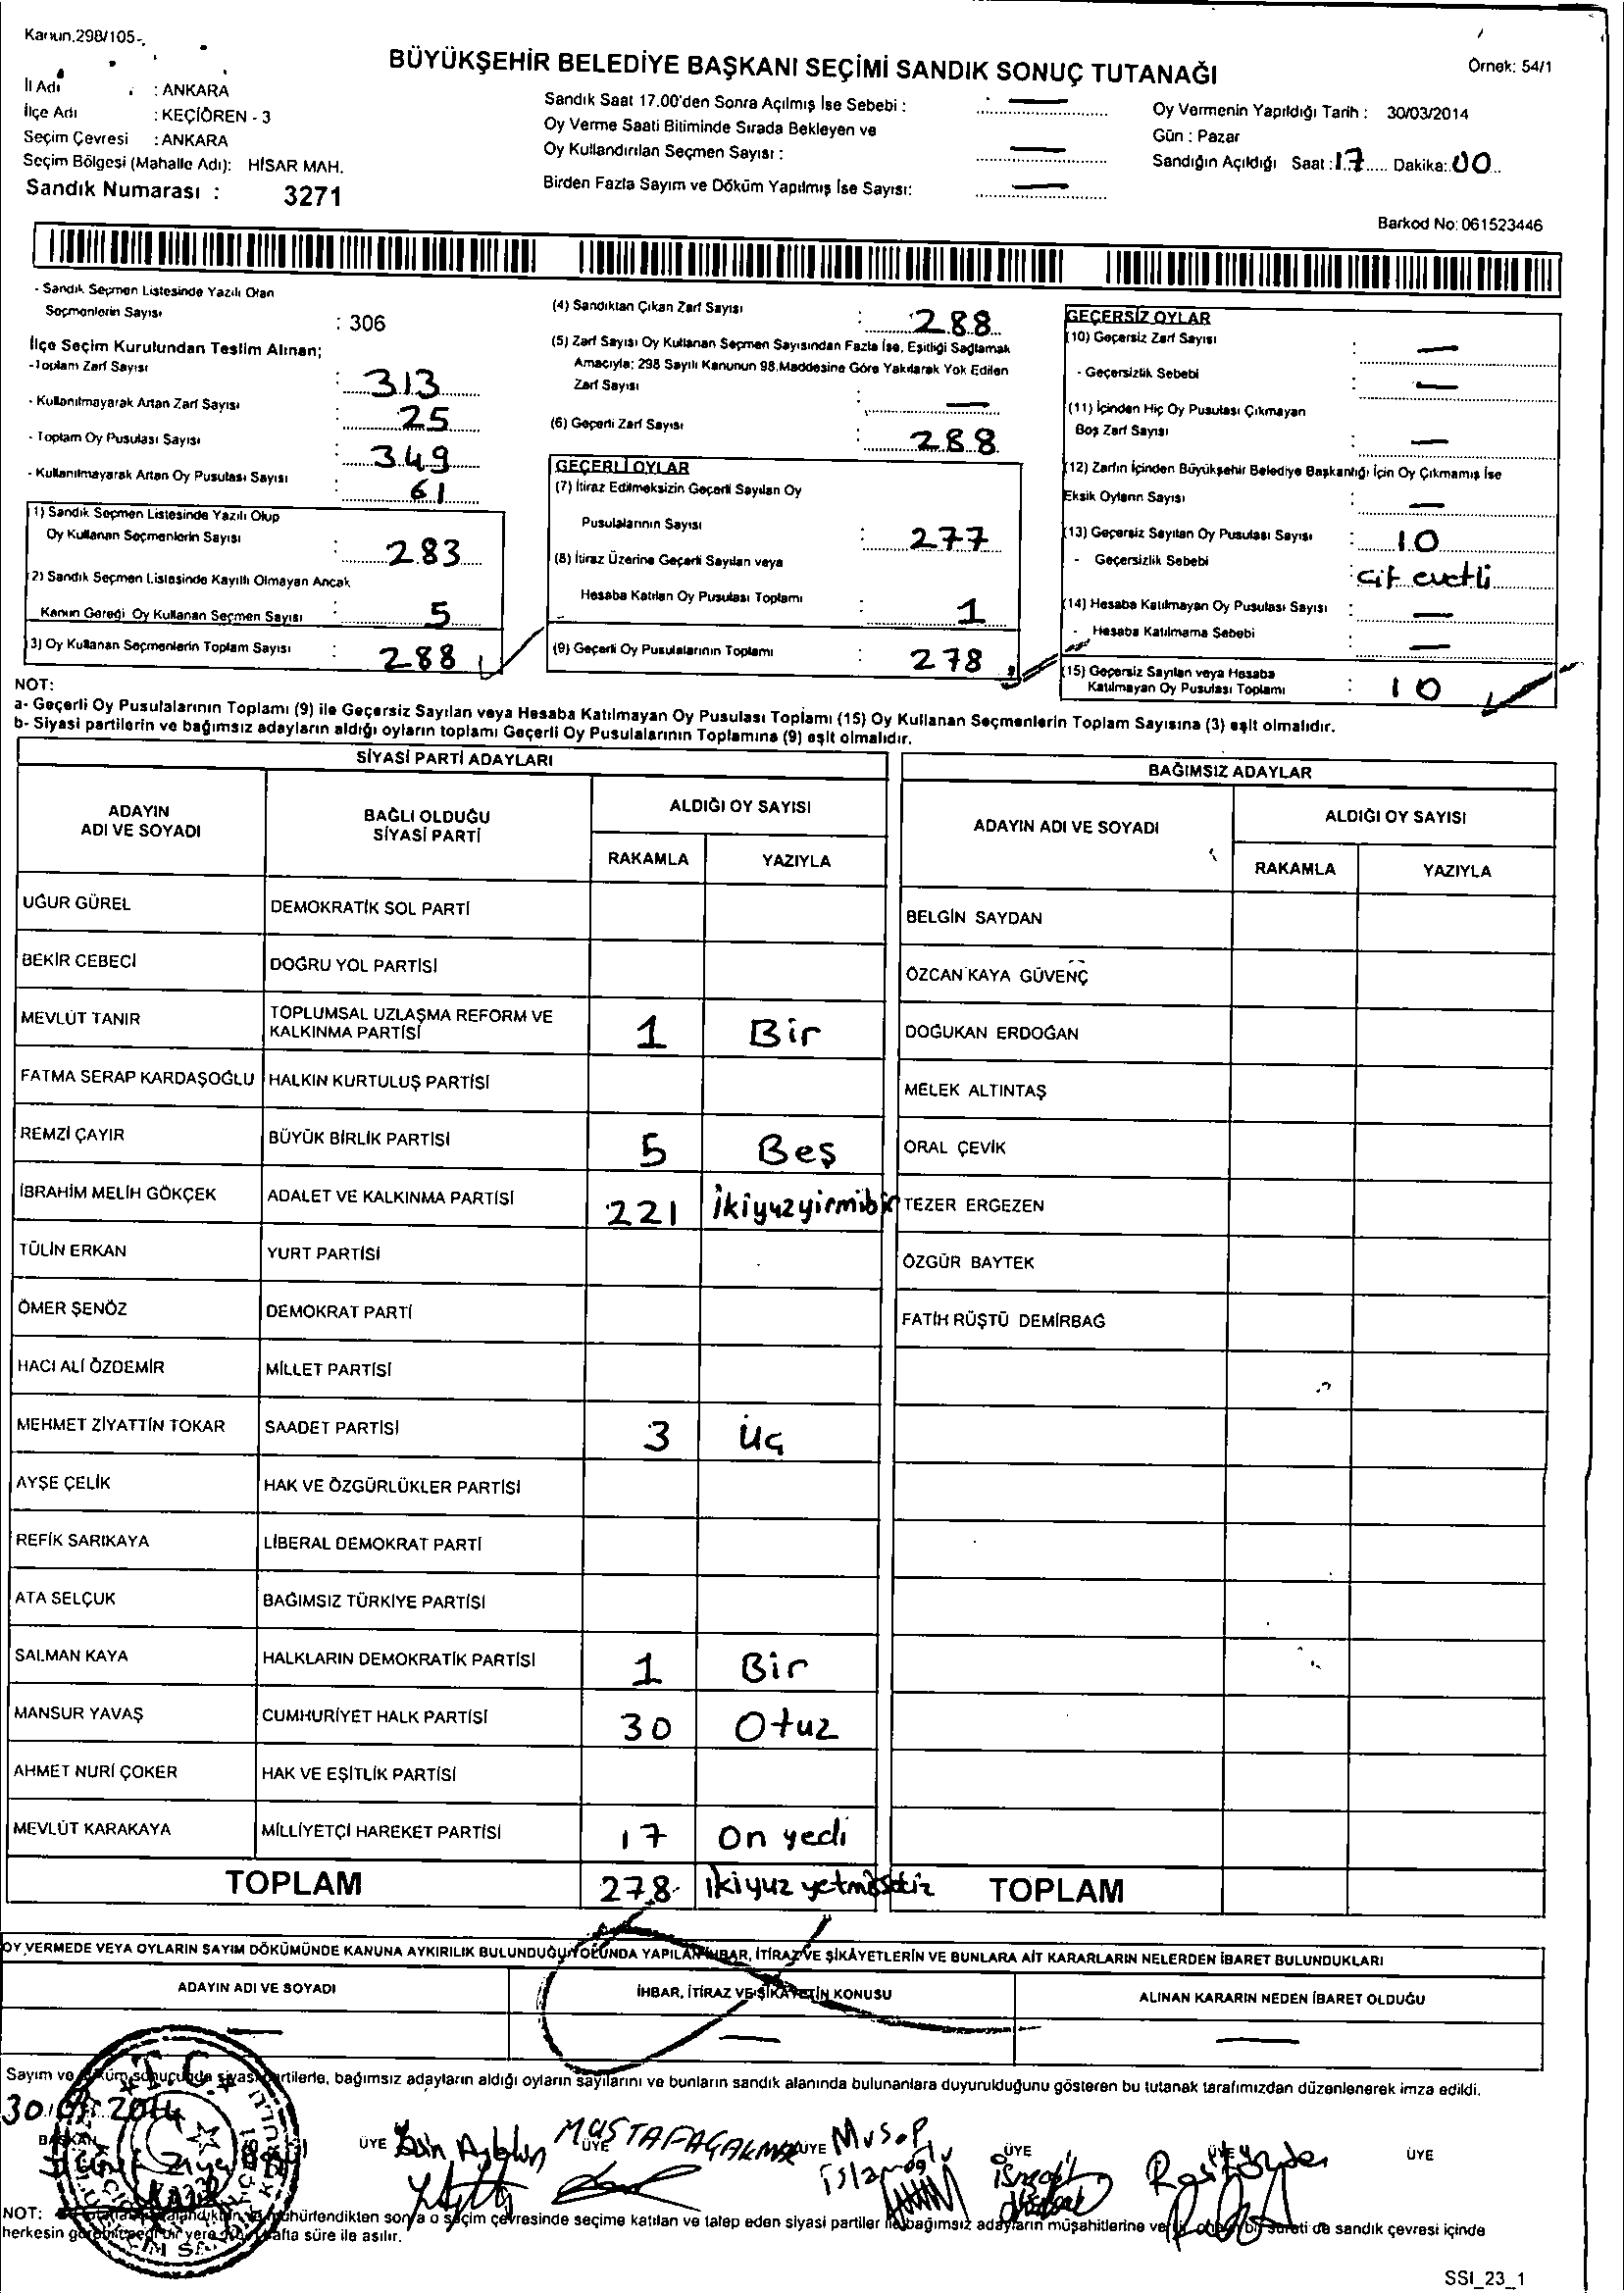 Kanun.298/105-
Örnek: 54/1
BÜYÜKŞEHİR BELEDİYE BAŞKANI SEÇİMİ SANDIK SONUÇ TUTANAĞI
İl Adı : ANKARA
İlçe Adı : KEÇİÖREN - 3
Seçim Çevresi : ANKARA
Seçim Bölgesi (Mahalle Adı): HİSAR MAH.
Sandık Numarası : 3271
Sandık Saat 17.00'den Sonra Açılmış İse Sebebi : —
Oy Verme Saati Bitiminde Sırada Bekleyen ve
Oy Kullandırılan Seçmen Sayısı : —
Birden Fazla Sayım ve Döküm Yapılmış İse Sayısı: —
Oy Vermenin Yapıldığı Tarih : 30/03/2014
Gün : Pazar
Sandığın Açıldığı Saat : 17 Dakika: 00
Barkod No: 061523446
- Sandık Seçmen Listesinde Yazılı Olan
Seçmenlerin Sayısı : 306
İlçe Seçim Kurulundan Teslim Alınan;
- Toplam Zarf Sayısı : 313
- Kullanılmayarak Artan Zarf Sayısı : 25
- Toplam Oy Pusulası Sayısı : 349
- Kullanılmayarak Artan Oy Pusulası Sayısı : 61
1) Sandık Seçmen Listesinde Yazılı Olup
Oy Kullanan Seçmenlerin Sayısı : 283
2) Sandık Seçmen Listesinde Kayıtlı Olmayan Ancak
Kanun Gereği Oy Kullanan Seçmen Sayısı : 5
3) Oy Kullanan Seçmenlerin Toplam Sayısı : 288
(4) Sandıktan Çıkan Zarf Sayısı : 288
(5) Zarf Sayısı Oy Kullanan Seçmen Sayısından Fazla İse, Eşitliği Sağlamak
Amacıyla; 298 Sayılı Kanunun 98.Maddesine Göre Yakılarak Yok Edilen
Zarf Sayısı : —
(6) Geçerli Zarf Sayısı : 288
GEÇERLİ OYLAR
(7) İtiraz Edilmeksizin Geçerli Sayılan Oy
Pusulalarının Sayısı : 277
(8) İtiraz Üzerine Geçerli Sayılan veya
Hesaba Katılan Oy Pusulası Toplamı : 1
(9) Geçerli Oy Pusulalarının Toplamı : 278
GEÇERSİZ OYLAR
(10) Geçersiz Zarf Sayısı : —
- Geçersizlik Sebebi : —
(11) İçinden Hiç Oy Pusulası Çıkmayan
Boş Zarf Sayısı : —
(12) Zarfın İçinden Büyükşehir Belediye Başkanlığı İçin Oy Çıkmamış İse
Eksik Oyların Sayısı : —
(13) Geçersiz Sayılan Oy Pusulası Sayısı : 10
- Geçersizlik Sebebi : Çif evetli
(14) Hesaba Katılmayan Oy Pusulası Sayısı : —
- Hesaba Katılmama Sebebi —
(15) Geçersiz Sayılan veya Hesaba
Katılmayan Oy Pusulası Toplamı : 10
NOT:
a- Geçerli Oy Pusulalarının Toplamı (9) ile Geçersiz Sayılan veya Hesaba Katılmayan Oy Pusulası Toplamı (15) Oy Kullanan Seçmenlerin Toplam Sayısına (3) eşit olmalıdır.
b- Siyasi partilerin ve bağımsız adayların aldığı oyların toplamı Geçerli Oy Pusulalarının Toplamına (9) eşit olmalıdır.
SİYASİ PARTİ ADAYLARI
ADAYIN ADI VE SOYADI BAĞLI OLDUĞU SİYASİ PARTİ ALDIĞI OY SAYISI
RAKAMLA YAZIYLA
UĞUR GÜREL DEMOKRATİK SOL PARTİ
BEKİR CEBECİ DOĞRU YOL PARTİSİ
MEVLÜT TANIR TOPLUMSAL UZLAŞMA REFORM VE KALKINMA PARTİSİ 1 Bir
FATMA SERAP KARDAŞOĞLU HALKIN KURTULUŞ PARTİSİ
REMZİ ÇAYIR BÜYÜK BİRLİK PARTİSİ 5 Beş
İBRAHİM MELİH GÖKÇEK ADALET VE KALKINMA PARTİSİ 221 İkiyuzyirmibir
TÜLİN ERKAN YURT PARTİSİ
ÖMER ŞENÖZ DEMOKRAT PARTİ
HACI ALİ ÖZDEMİR MİLLET PARTİSİ
MEHMET ZİYATTİN TOKAR SAADET PARTİSİ 3 Üç
AYŞE ÇELİK HAK VE ÖZGÜRLÜKLER PARTİSİ
REFİK SARIKAYA LİBERAL DEMOKRAT PARTİ
ATA SELÇUK BAĞIMSIZ TÜRKİYE PARTİSİ
SALMAN KAYA HALKLARIN DEMOKRATİK PARTİSİ 1 Bir
MANSUR YAVAŞ CUMHURİYET HALK PARTİSİ 30 Otuz
AHMET NURİ ÇOKER HAK VE EŞİTLİK PARTİSİ
MEVLÜT KARAKAYA MİLLİYETÇİ HAREKET PARTİSİ 17 On yedi
TOPLAM 278 ikiyuz yetmişsekiz
BAĞIMSIZ ADAYLAR
ADAYIN ADI VE SOYADI ALDIĞI OY SAYISI
RAKAMLA YAZIYLA
BELGİN SAYDAN
ÖZCAN KAYA GÜVENÇ
DOĞUKAN ERDOĞAN
MELEK ALTINTAŞ
ORAL ÇEVİK
TEZER ERGEZEN
ÖZGÜR BAYTEK
FATİH RÜŞTÜ DEMİRBAĞ
TOPLAM
OY VERMEDE VEYA OYLARIN SAYIM DÖKÜMÜNDE KANUNA AYKIRILIK BULUNDUĞU YOLUNDA YAPILAN İHBAR, İTİRAZ VE ŞİKÂYETLERİN VE BUNLARA AİT KARARLARIN NELERDEN İBARET BULUNDUKLARI
ADAYIN ADI VE SOYADI İHBAR, İTİRAZ VE ŞİKAYETİN KONUSU ALINAN KARARIN NEDEN İBARET OLDUĞU
— — —
Sayım ve döküm sonucunda siyasi partilerle, bağımsız adayların aldığı oyların sayılarını ve bunların sandık alanında bulunanlara duyurulduğunu gösteren bu tutanak tarafımızdan düzenlenerek imza edildi.
30/03/2014
T.C.
BAŞKAN ÜYE ÜYE MUSTAFA ÜYE ÜYE ÜYE ÜYE
NOT: mühürlendikten sonra o seçim çevresinde seçime katılan ve talep eden siyasi partiler ile bağımsız adayların müşahitlerine ve bir sureti de sandık çevresi içinde
herkesin görebileceği bir yere hafta süre ile asılır.
SSI_23_1